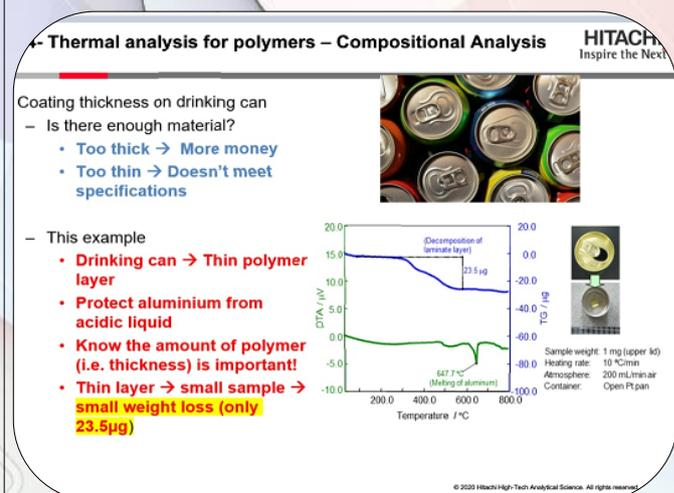 4- Thermal analysis for polymers – Compositional Analysis
HITACHI
Inspire the Next
Coating thickness on drinking can
– Is there enough material?
• Too thick → More money
• Too thin → Doesn't meet
specifications
– This example
• Drinking can → Thin polymer
layer
• Protect aluminium from
acidic liquid
• Know the amount of polymer
(i.e. thickness) is important!
• Thin layer → small sample →
small weight loss (only
23.5µg)
20.0
15.0
10.0
5.0
0.0
-5.0
-10.0
DTA / µV
20.0
0.0
-20.0
-40.0
-60.0
-80.0
-100.0
TG / µg
(Decomposition of
laminate layer)
23.5 µg
647.7 °C
(Melting of aluminum)
200.0 400.0 600.0 800.0
Temperature / °C
Sample weight: 1 mg (upper lid)
Heating rate: 10 °C/min
Atmosphere: 200 mL/min air
Container: Open Pt pan
© 2020 Hitachi High-Tech Analytical Science. All rights reserved.